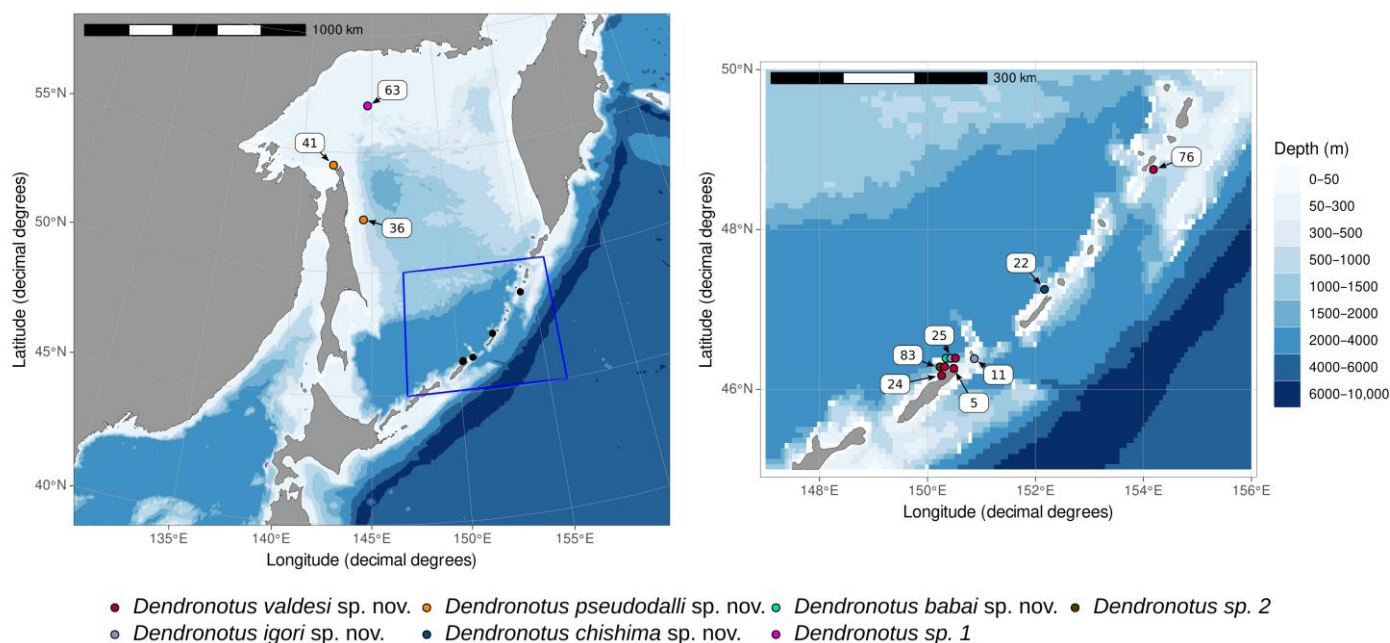 1000 km
55°N
50°N
45°N
40°N
Latitude (decimal degrees)
63
41
36
135°E 140°E 145°E 150°E 155°E
Longitude (decimal degrees)
300 km
50°N
48°N
46°N
Latitude (decimal degrees)
76
22
25
83
24
11
5
148°E 150°E 152°E 154°E 156°E
Longitude (decimal degrees)
Depth (m)
0–50
50–300
300–500
500–1000
1000–1500
1500–2000
2000–4000
4000–6000
6000–10,000
Dendronotus valdesi sp. nov. Dendronotus pseudodalli sp. nov. Dendronotus babai sp. nov. Dendronotus sp. 2
Dendronotus igori sp. nov. Dendronotus chishima sp. nov. Dendronotus sp. 1